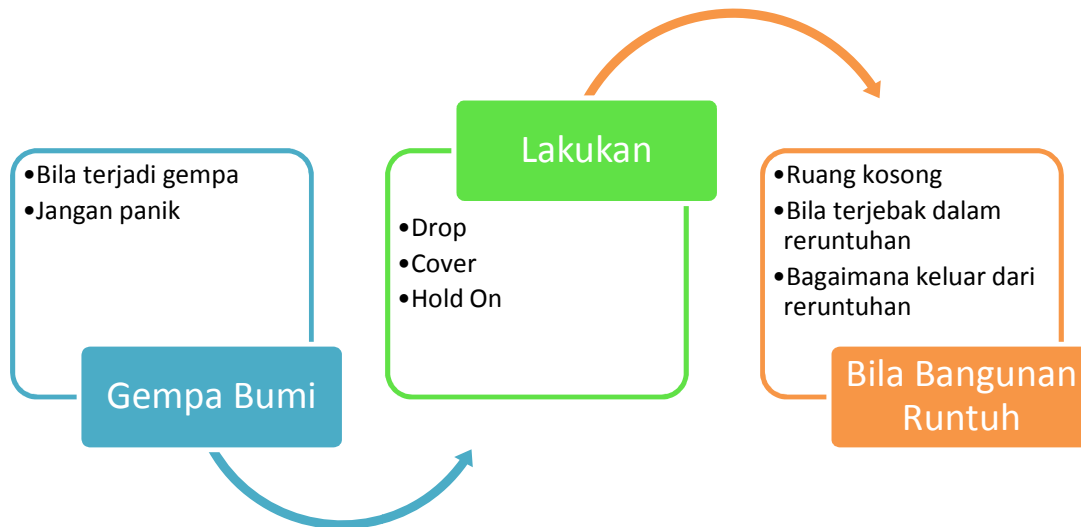 •Bila terjadi gempa
•Jangan panik
Gempa Bumi
Lakukan
•Drop
•Cover
•Hold On
•Ruang kosong
•Bila terjebak dalam
reruntuhan
•Bagaimana keluar dari
reruntuhan
Bila Bangunan
Runtuh